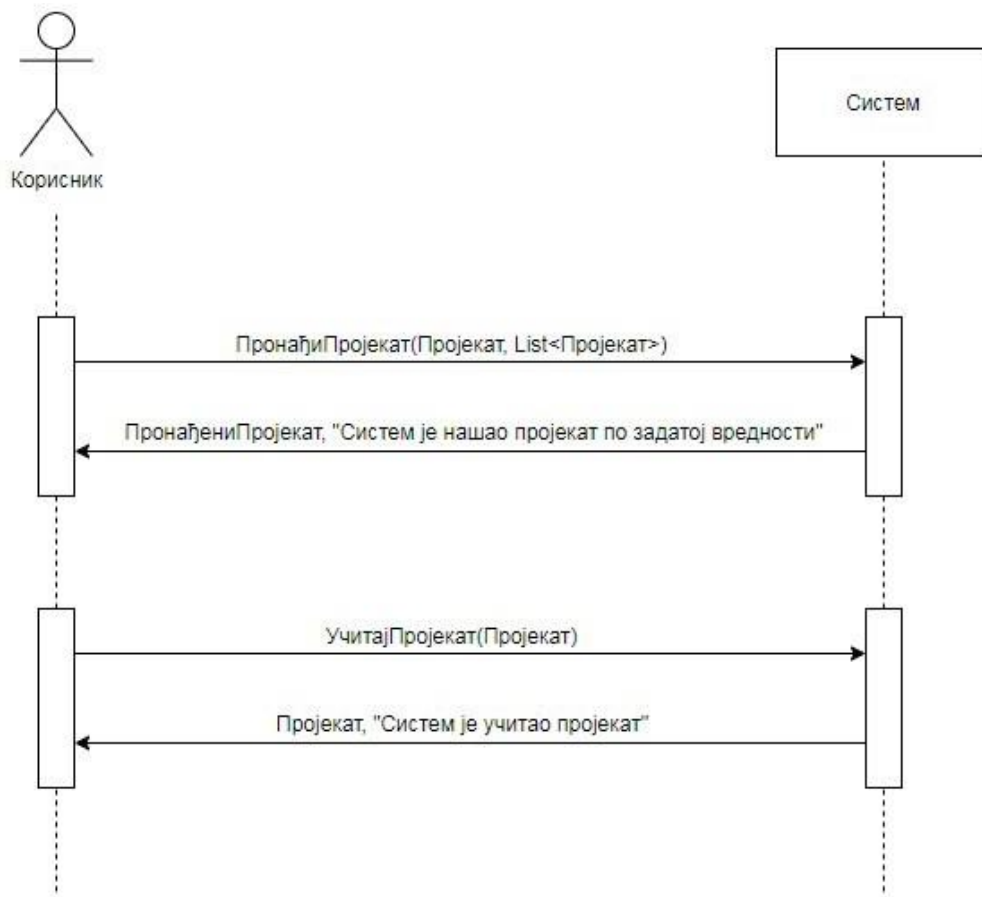 Систем
Корисник
ПронађиПројекат(Пројекат, List<Пројекат>)
ПронађениПројекат, "Систем је нашао пројекат по задатој вредности"
УчитајПројекат(Пројекат)
Пројекат, "Систем је учитао пројекат"